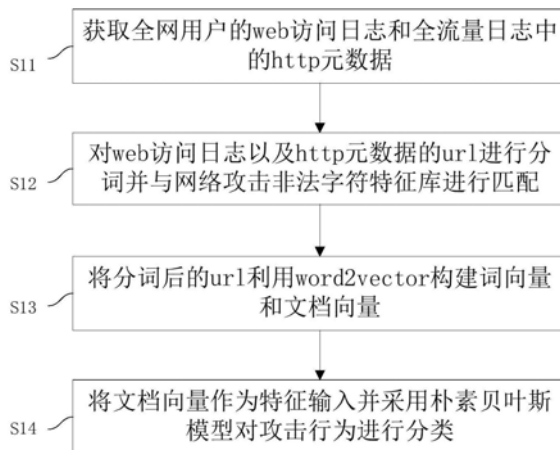 S11
获取全网用户的web访问日志和全流量日志中
的http元数据
S12
对web访问日志以及http元数据的url进行分
词并与网络攻击非法字符特征库进行匹配
S13
将分词后的url利用word2vector构建词向量
和文档向量
S14
将文档向量作为特征输入并采用朴素贝叶斯
模型对攻击行为进行分类